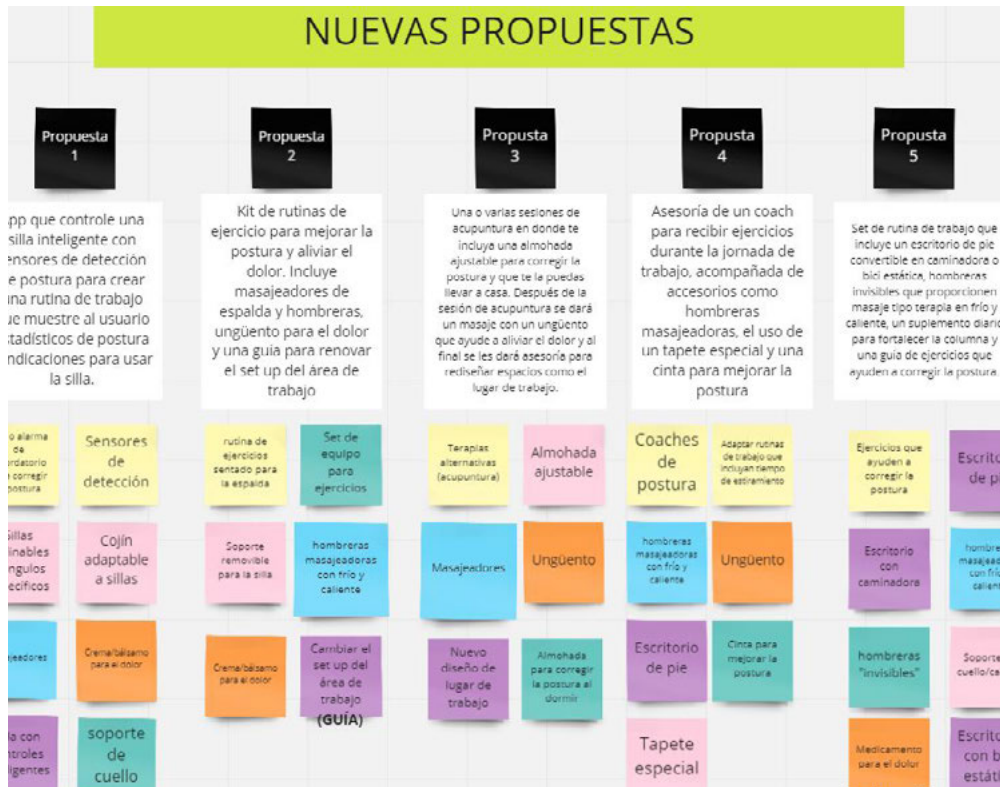 NUEVAS PROPUESTAS
Propuesta
1
que controle una
silla inteligente con
de detección
postura para crear
rutina de trabajo
muestre al usuario
de postura
indicaciones para usar
la silla.
alarma
de
corregir
postura
Sensores
de
detección
Cojín
adaptable
a sillas
Crema/bálsamo
para el dolor
con
soporte
de
cuello
Propuesta
2
Kit de rutinas de
ejercicio para mejorar la
postura y aliviar el
dolor. Incluye
masajeadores de
espalda y hombreras,
ungüento para el dolor
y una guia para renovar
el set up del área de
trabajo
rutina de
ejercicios
sentado para
la espalda
Set de
equipo
para
ejercicios
Soporte
removible
para la silla
hombreras
masajeadoras
con frío y
caliente
Crema/bálsamo
para el dolor
Cambiar el
set up del
área de
trabajo
(GUÍA)
Propusta
3
Una o varias sesiones de
acupuntura en donde te
incluya una almohada
ajustable para corregir la
postura y que te la puedas
llevar a casa. Después de la
sesión de acupuntura se dará
un masaje con un ungüento
que ayude a aliviar el dolor y al
final se les dará asesoría para
rediseñar espacios como el
lugar de trabajo.
Terapias
alternativas
(acupuntura)
Almohada
ajustable
Masajeadores
Ungüento
Nuevo
diseño de
lugar de
trabajo
Almohada
para corregir
la postura al
dormir
Propusta
4
Asesoría de un coach
para recibir ejercicios
durante la jornada de
trabajo, acompañada de
accesorios como
hombreras
masajeadoras, el uso de
un tapete especial y una
cinta para mejorar la
postura
Coaches
de
postura
Adaptar rutinas
de trabajo que
incluyan tiempo
de estiramiento
hombreras
masajeadoras
con frío y
caliente
Ungüento
Escritorio
de pie
Cinta para
mejorar la
postura
Tapete
especial
Propusta
5
Set de rutina de trabajo que
incluye un escritorio de pie
convertible en caminadora o
bici estática, hombreras
invisibles que proporcionen
masaje tipo terapia en frío y
caliente, un suplemento diario
para fortalecer la columna y
una guía de ejercicios que
ayuden a corregir la postura.
Ejercicios que
ayuden a
corregir la
postura
Escritorio
con
caminadora
hombreras
"invisibles"
Soporte
Medicamento
para el dolor